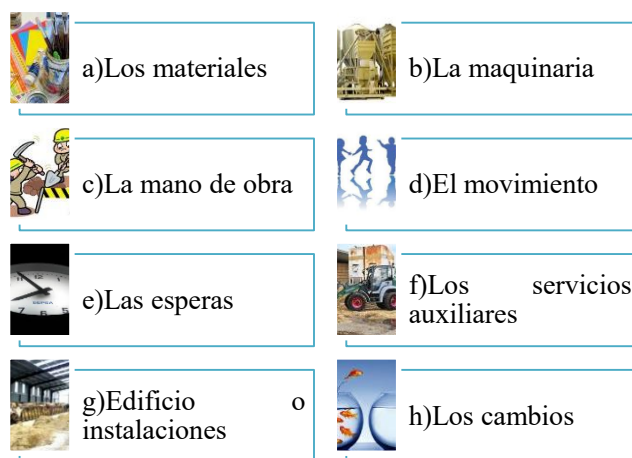 a)Los materiales
b)La maquinaria
c)La mano de obra
d)El movimiento
e)Las esperas
f)Los servicios
auxiliares
g)Edificio o
instalaciones
h)Los cambios